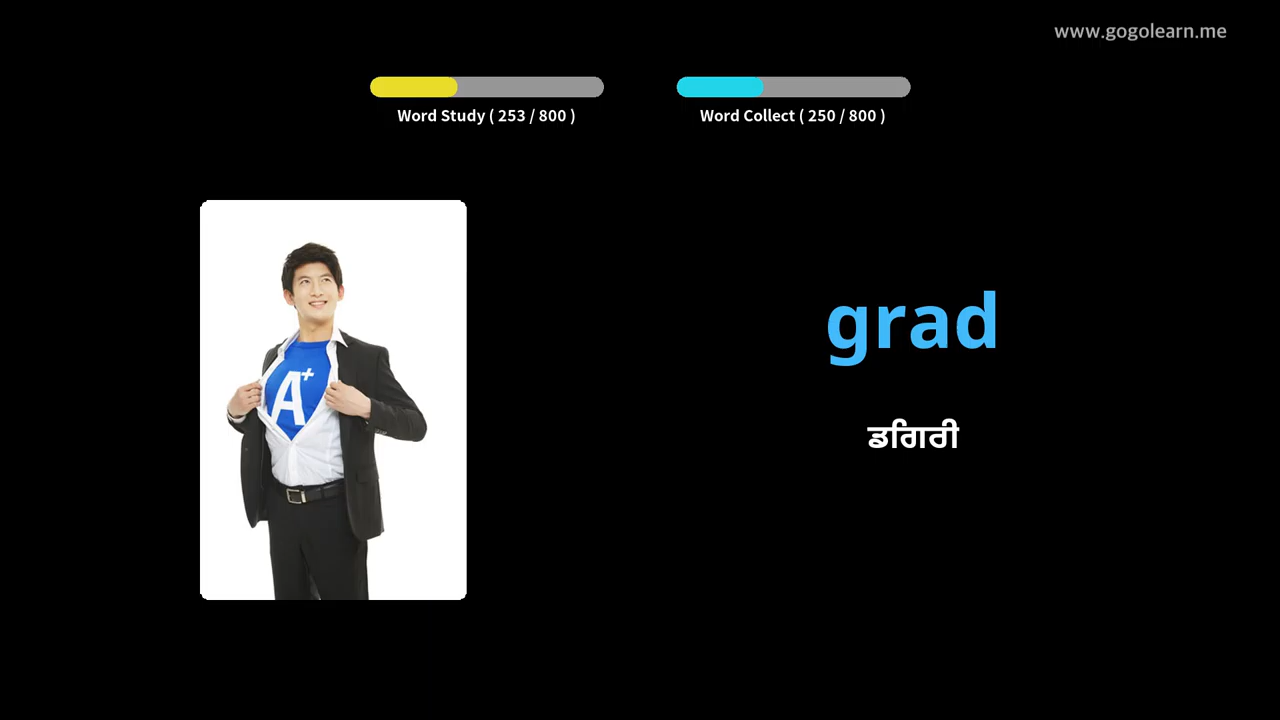 www.gogolearn.me
Word Study ( 253 / 800 )
Word Collect ( 250 / 800 )
A+
grad
ਡਿਗਰੀ